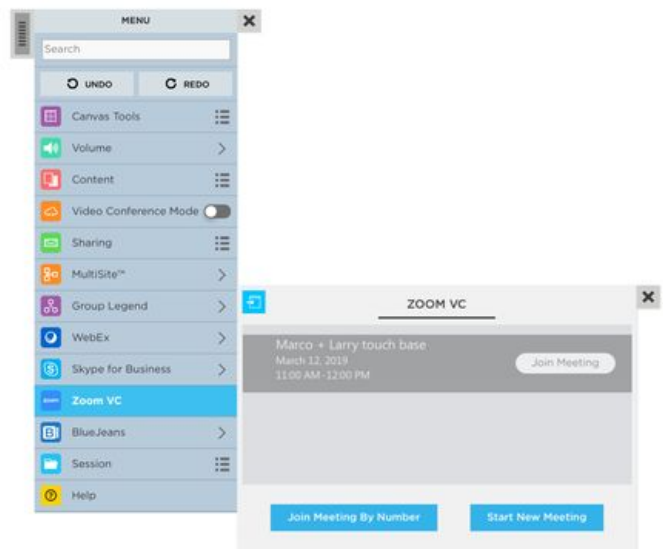 MENU
Search
UNDO
REDO
Canvas Tools
Volume
Content
Video Conference Mode
Sharing
MultiSite™
Group Legend
WebEx
Skype for Business
Zoom VC
BlueJeans
Session
Help
ZOOM VC
Marco + Larry touch base
March 12, 2019
11:00 AM -12:00 PM
Join Meeting
Join Meeting By Number
Start New Meeting